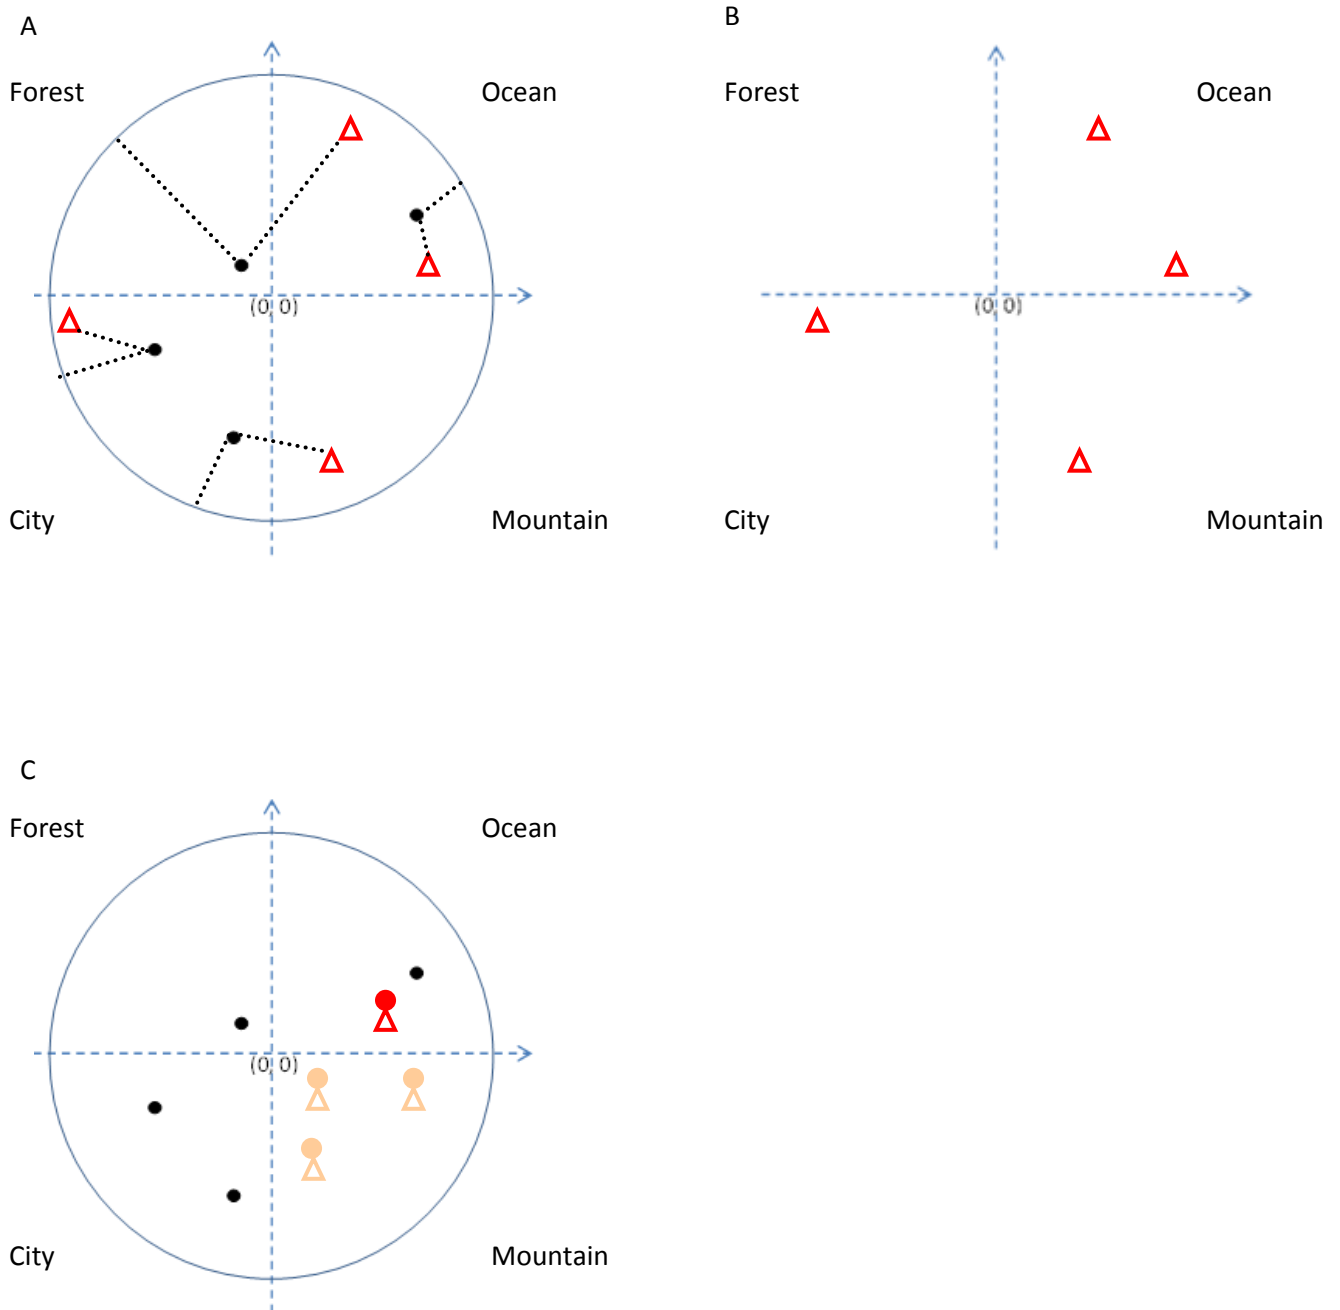 A
Forest Ocean
(0, 0)
City Mountain
B
Forest Ocean
(0, 0)
City Mountain
C
Forest Ocean
(0, 0)
City Mountain